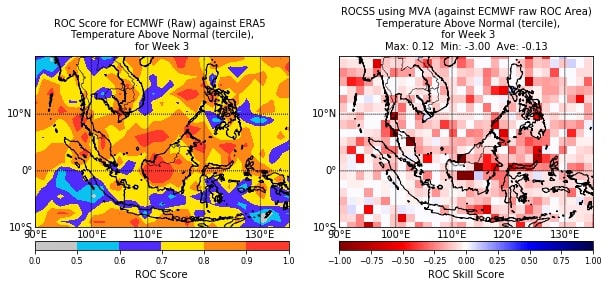 ROC Score for ECMWF (Raw) against ERA5
Temperature Above Normal (tercile),
for Week 3
10°N
0°
10°S
90°E
100°E
110°E
120°E
130°E
0.0
0.5
0.6
0.7
0.8
0.9
1.0
ROC Score
ROCSS using MVA (against ECMWF raw ROC Area)
Temperature Above Normal (tercile),
for Week 3
Max: 0.12 Min: -3.00 Ave: -0.13
10°N
0°
10°S
90°E
100°E
110°E
120°E
130°E
−1.00
−0.75
−0.50
−0.25
0.00
0.25
0.50
0.75
1.00
ROC Skill Score